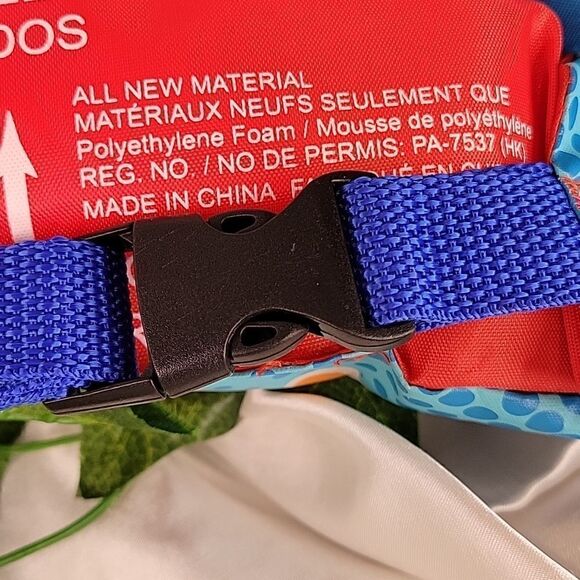 DOS
ALL NEW MATERIAL
MATÉRIAUX NEUFS SEULEMENT QUE
Polyethylene Foam / Mousse de polyéthylène
REG. NO. / NO DE PERMIS: PA-7537 (HK)
MADE IN CHINA